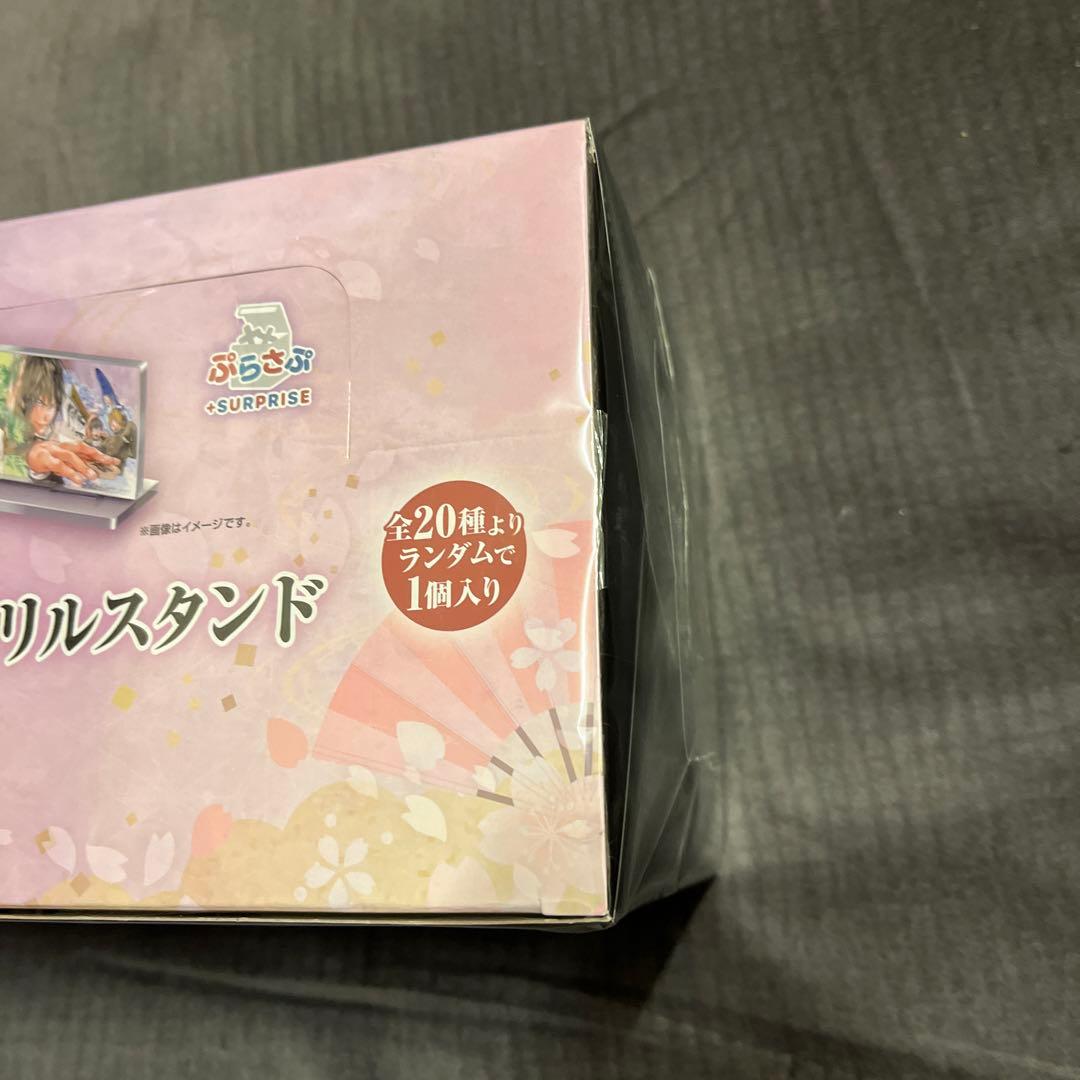 ぷらさぷ
+SURPRISE
※画像はイメージです。
全20種より
ランダムで
1個入り
リルスタンド